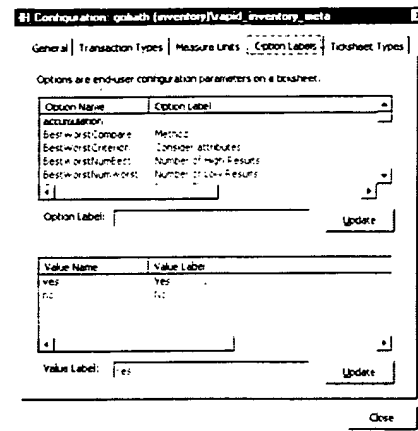 Configuration: goliath (inventory)\rapid_inventory_meta
General Transaction Types Measure Units Option Labels Ticksheet Types
Options are end-user configuration parameters on a ticksheet.
Option Name Option Label
accumulation
BestWorstCompare Method
BestWorstCriterion Consider attributes
BestWorstNumBest Number of High Results
BestWorstNumWorst Number of Low Results
Option Label:
Update
Value Name Value Label
yes Yes
no No
Value Label: Yes
Update
Close